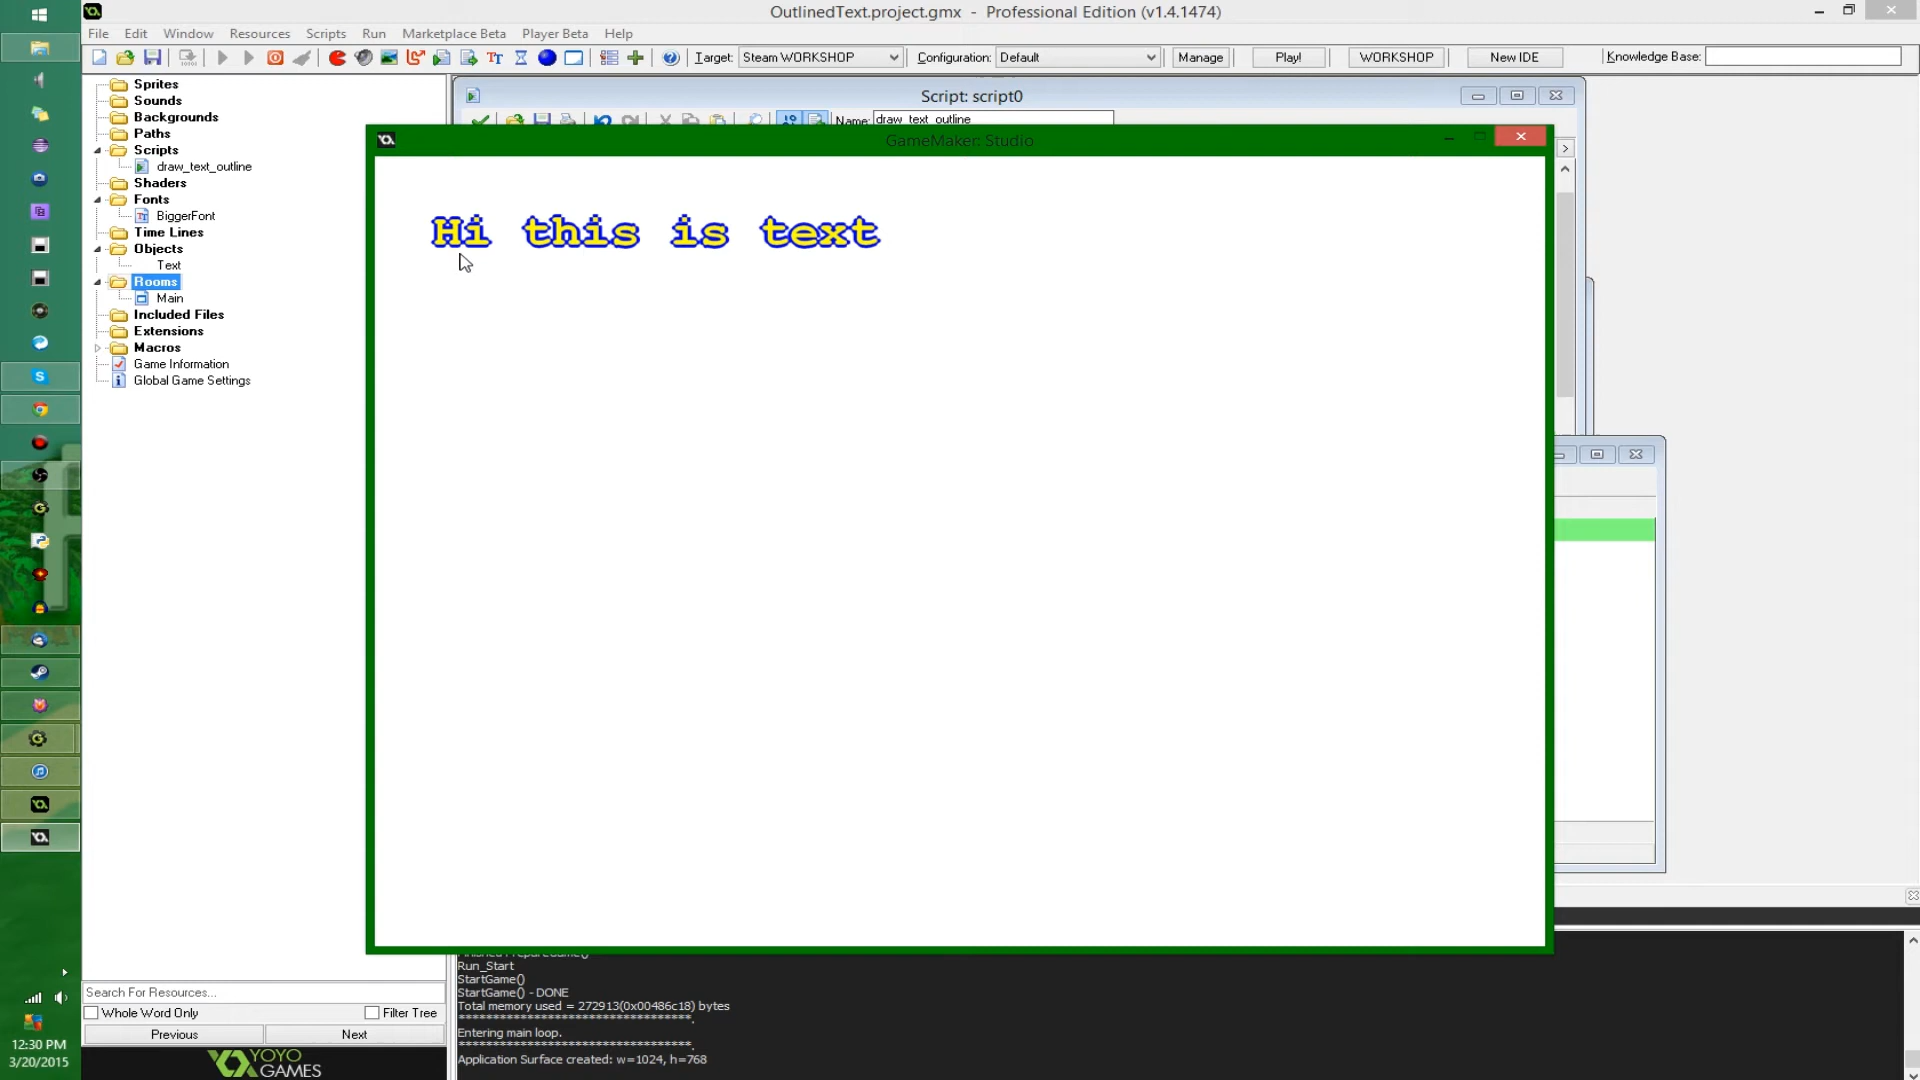 OutlinedText.project.gmx - Professional Edition (v1.4.1474)
File Edit Window Resources Scripts Run Marketplace Beta Player Beta Help
Target: Steam WORKSHOP Configuration: Default Manage Play! WORKSHOP New IDE Knowledge Base:
Sprites
Sounds
Backgrounds
Paths
Scripts
draw_text_outline
Shaders
Fonts
BiggerFont
Time Lines
Objects
Text
Rooms
Main
Included Files
Extensions
Macros
Game Information
Global Game Settings
Script: script0
Name: draw_text_outline
GameMaker: Studio
Hi this is text
Run_Start
StartGame()
StartGame() - DONE
Total memory used = 272913(0x00486c18) bytes
***********************************.
Entering main loop.
***********************************.
Application Surface created: w=1024, h=768
Search For Resources...
Whole Word Only Filter Tree
Previous Next
YOYO
GAMES
12:30 PM
3/20/2015